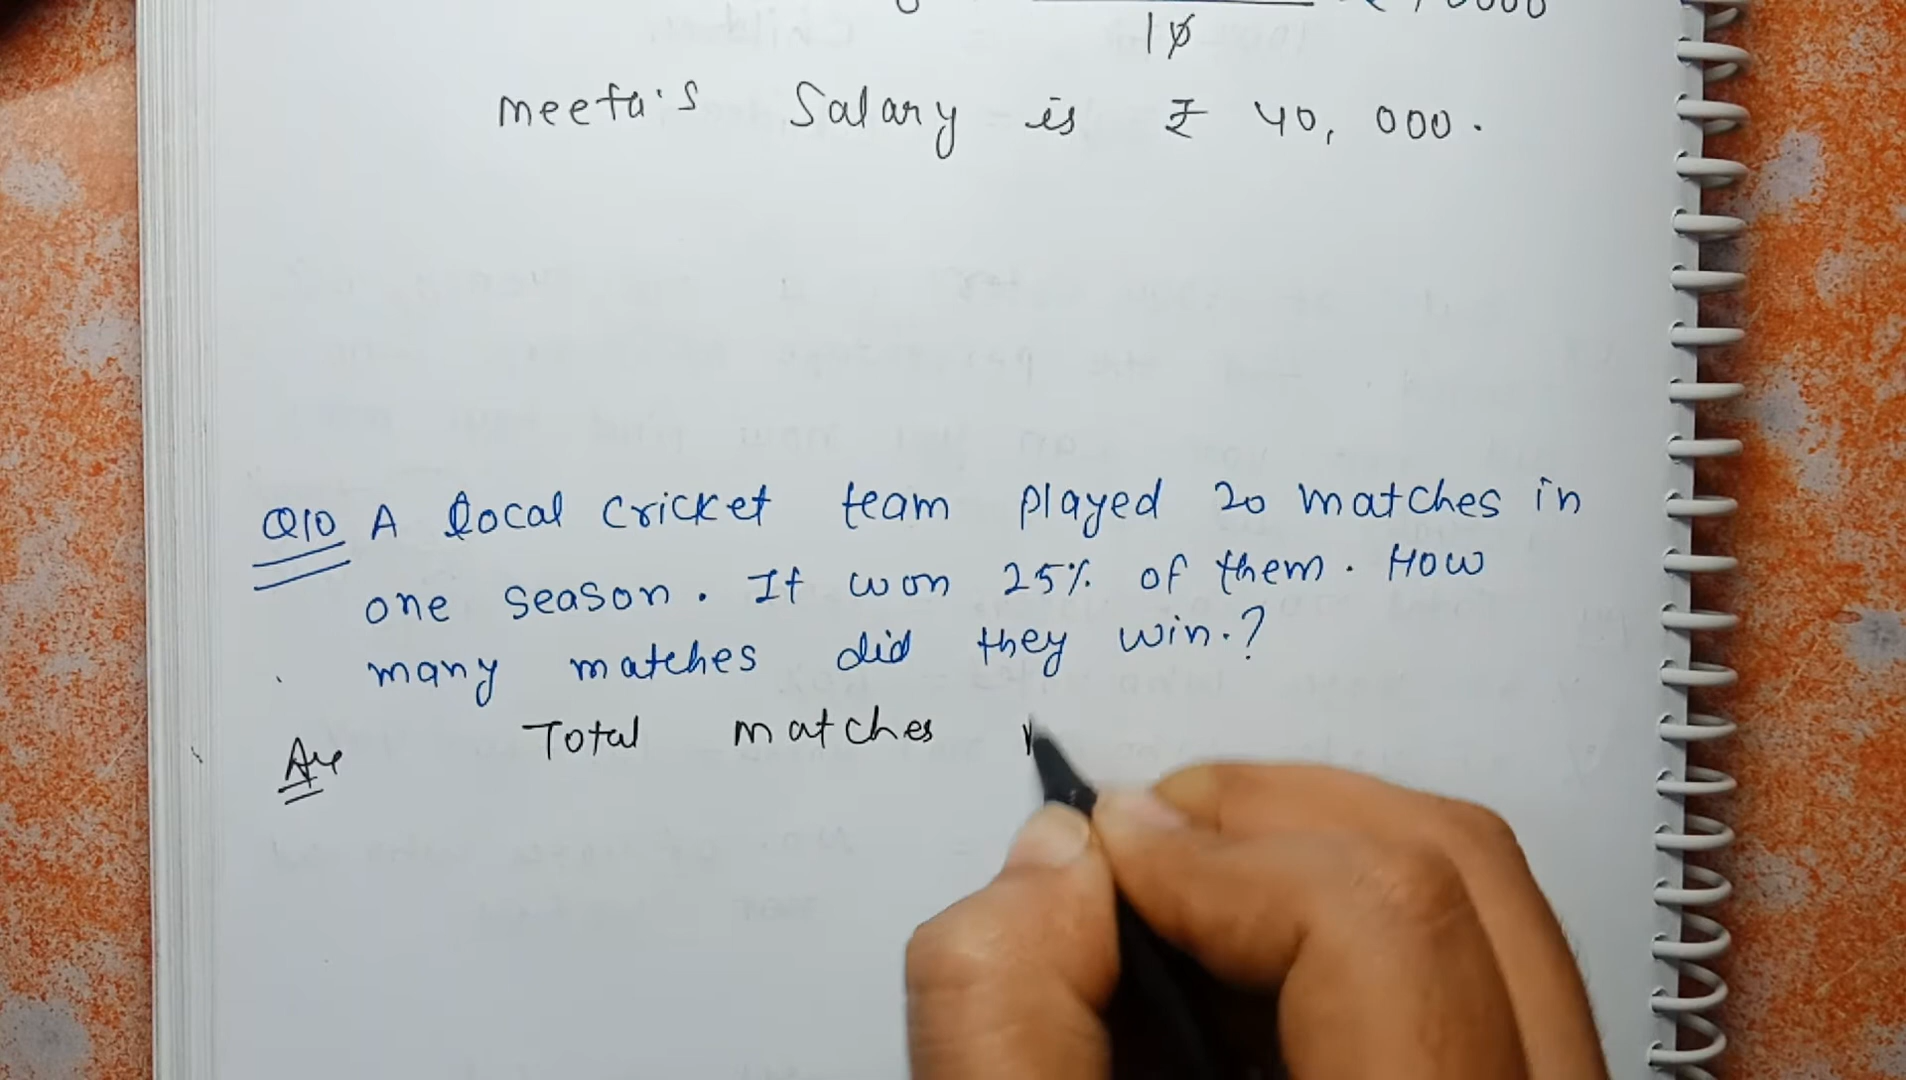 10
meeta's Salary is ₹ 40, 000.
Q10 A local cricket team played 20 matches in
one season. It won 25% of them. How
many matches did they win.?
Ans Total matches